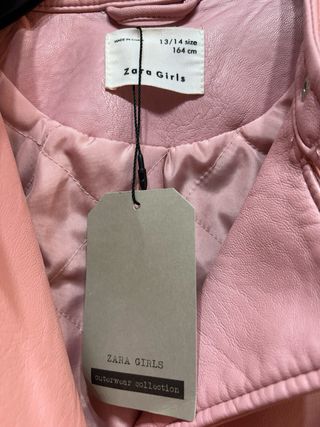 13/14 size
164 cm
Zara Girls
ZARA GIRLS
outerwear collection